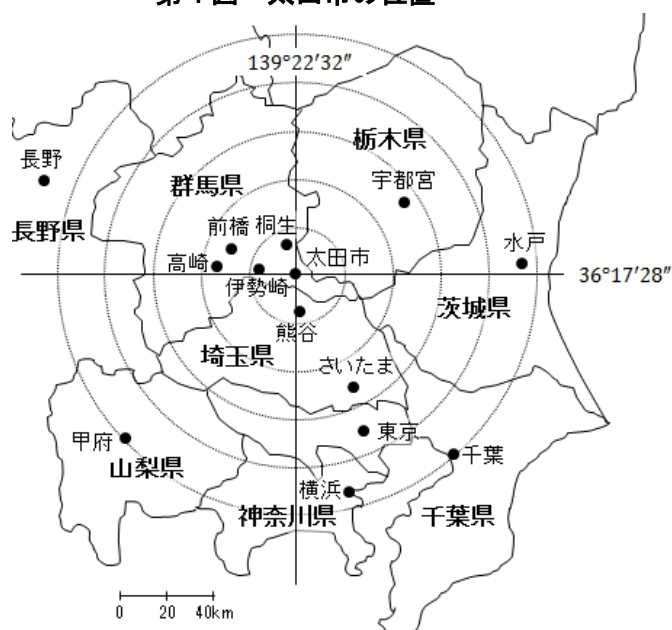 第1図 太田市の位置
139°22′32″
栃木県
長野
宇都宮
群馬県
前橋
桐生
長野県
水戸
太田市
高崎
36°17′28″
伊勢崎
茨城県
熊谷
埼玉県
さいたま
東京
甲府
千葉
山梨県
横浜
神奈川県
千葉県
0 20 40km